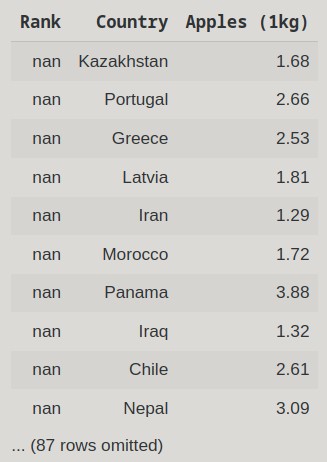 Rank Country Apples (1kg)
nan Kazakhstan 1.68
nan Portugal 2.66
nan Greece 2.53
nan Latvia 1.81
nan Iran 1.29
nan Morocco 1.72
nan Panama 3.88
nan Iraq 1.32
nan Chile 2.61
nan Nepal 3.09
... (87 rows omitted)